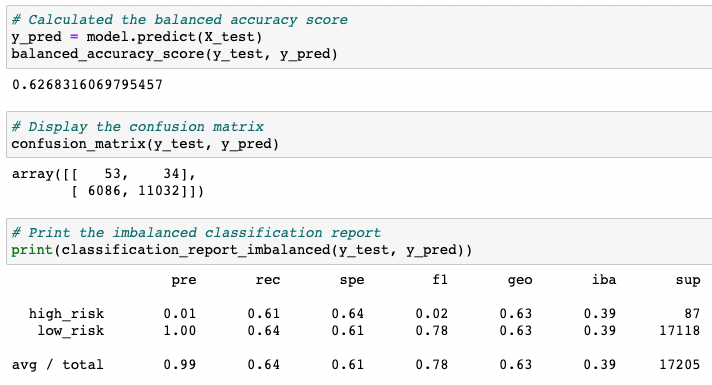 # Calculated the balanced accuracy score
y_pred = model.predict(X_test)
balanced_accuracy_score(y_test, y_pred)
0.6268316069795457
# Display the confusion matrix
confusion_matrix(y_test, y_pred)
array([[   53,    34],
       [ 6086, 11032]])
# Print the imbalanced classification report
print(classification_report_imbalanced(y_test, y_pred))
                   pre       rec       spe        f1       geo       iba       sup
  high_risk       0.01      0.61      0.64      0.02      0.63      0.39        87
   low_risk       1.00      0.64      0.61      0.78      0.63      0.39     17118
avg / total       0.99      0.64      0.61      0.78      0.63      0.39     17205